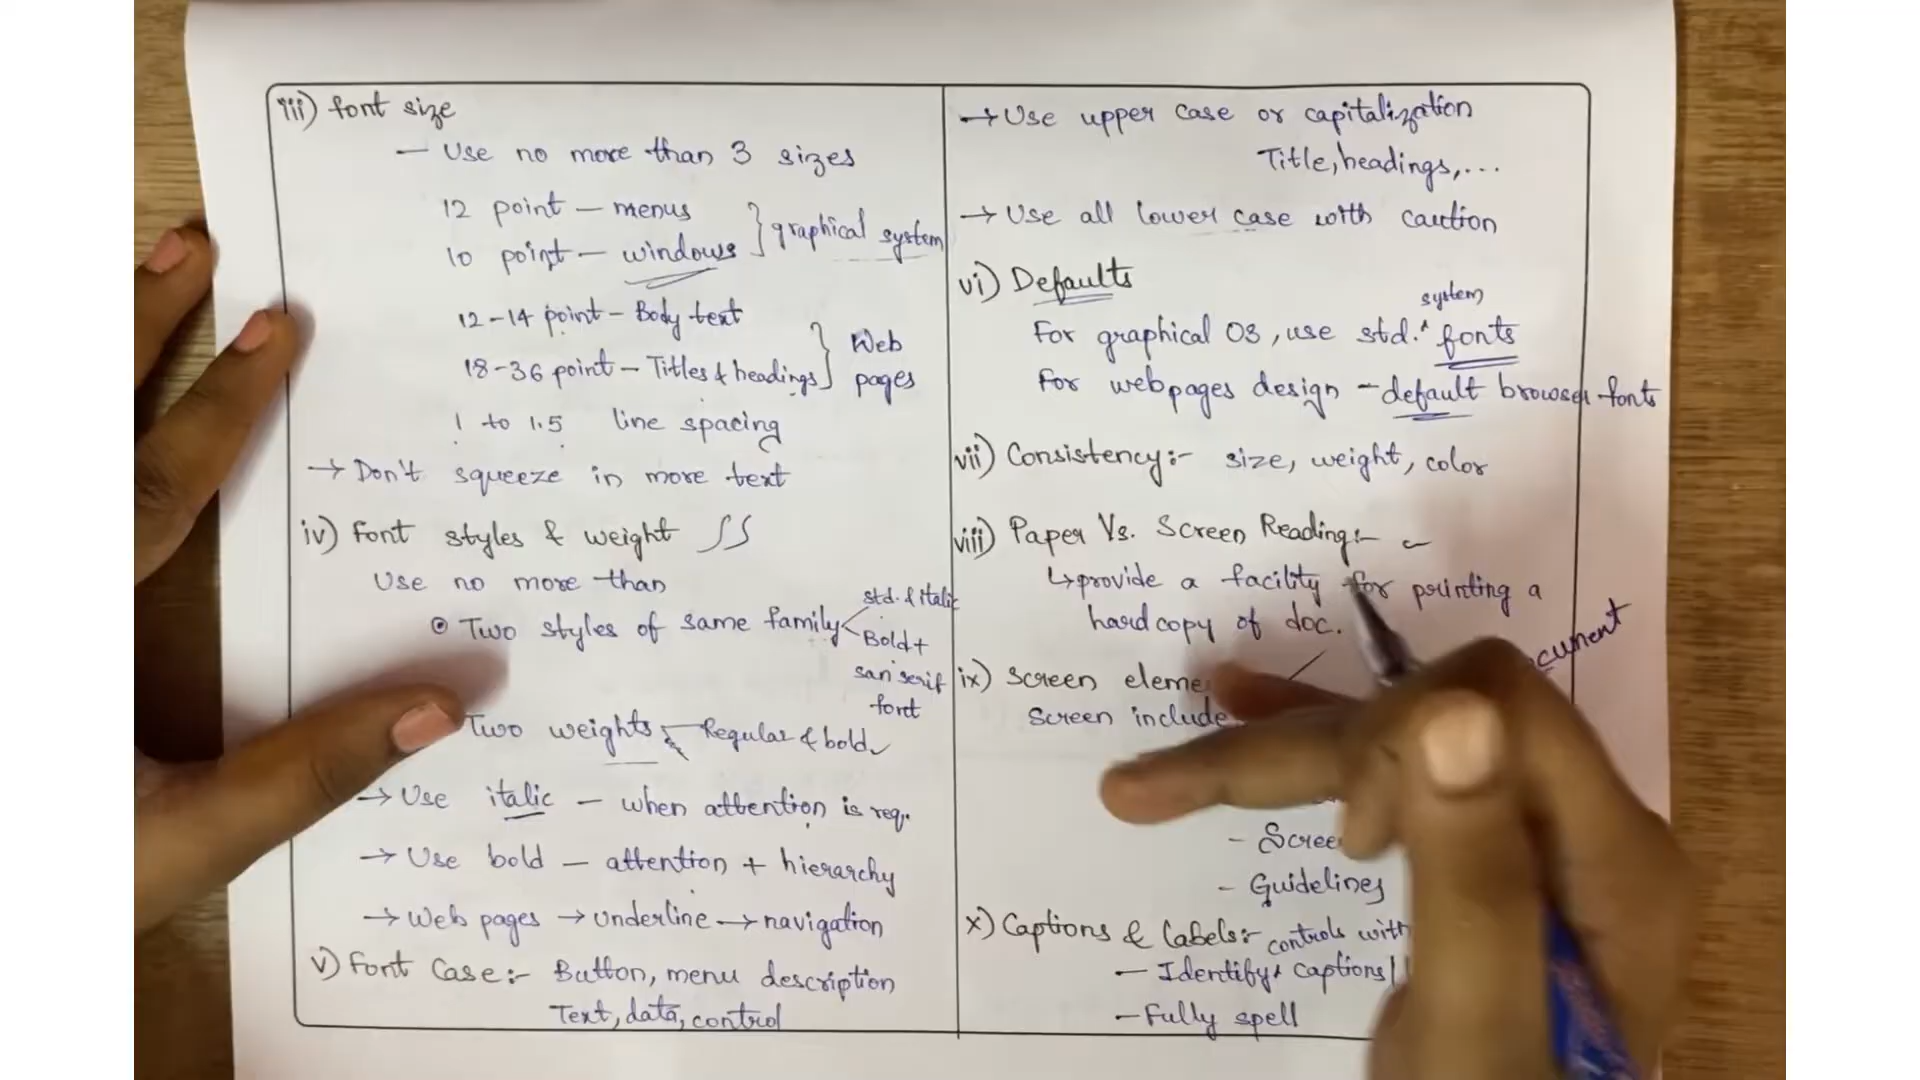 iii) font size
— Use no more than 3 sizes
12 point — menus
10 point — windows
graphical system
12-14 point — Body text
18-36 point — Titles & headings
Web pages
1 to 1.5 line spacing
→ Don't squeeze in more text
iv) Font styles & weight
Use no more than
Two styles of same family
std. & italic
Bold +
san serif
font
Two weights
Regular & bold
→ Use italic — when attention is req.
→ Use bold — attention + hierarchy
→ Web pages → underline → navigation
v) Font Case:- Button, menu description
Text, data, control
→ Use upper case or capitalization
Title, headings, ...
→ Use all lower case with caution
vi) Defaults
system
For graphical OS, use std. ^ fonts
For webpages design — default browser fonts
vii) Consistency:- size, weight, color
viii) Paper Vs. Screen Reading:-
↳ provide a facility for printing a
hard copy of doc.
ix) Screen
Screen include
- Guidelines
x) Captions & Labels:- controls with
— Identify captions/
— Fully spell